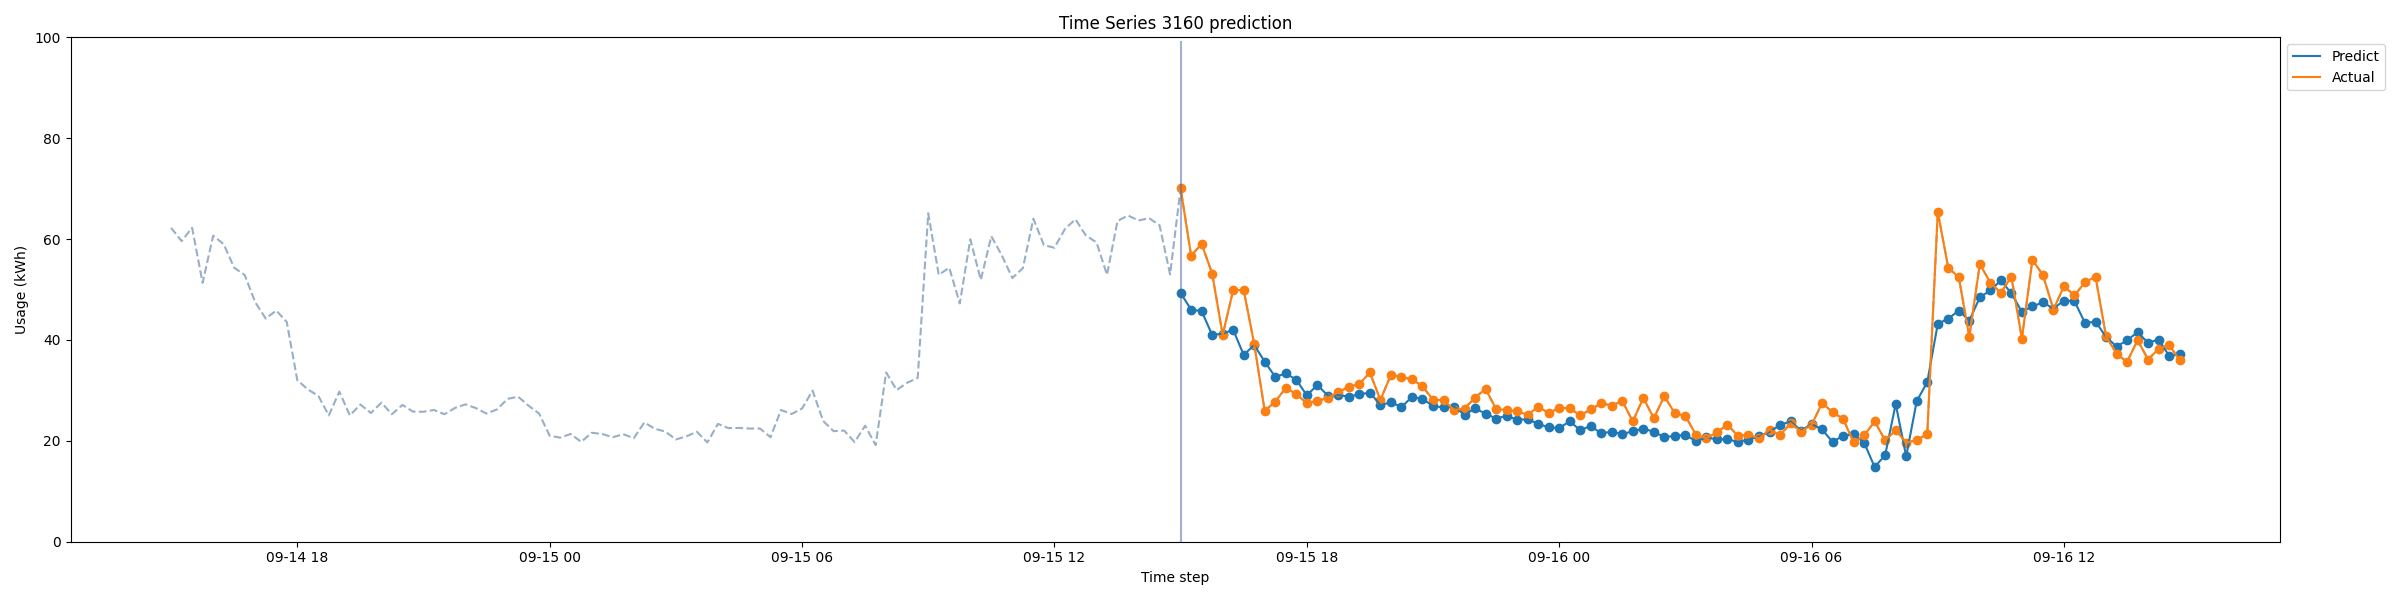 Time Series 3160 prediction
Predict
Actual
Usage (kWh)
100
80
60
40
20
0
09-14 18
09-15 00
09-15 06
09-15 12
09-15 18
09-16 00
09-16 06
09-16 12
Time step